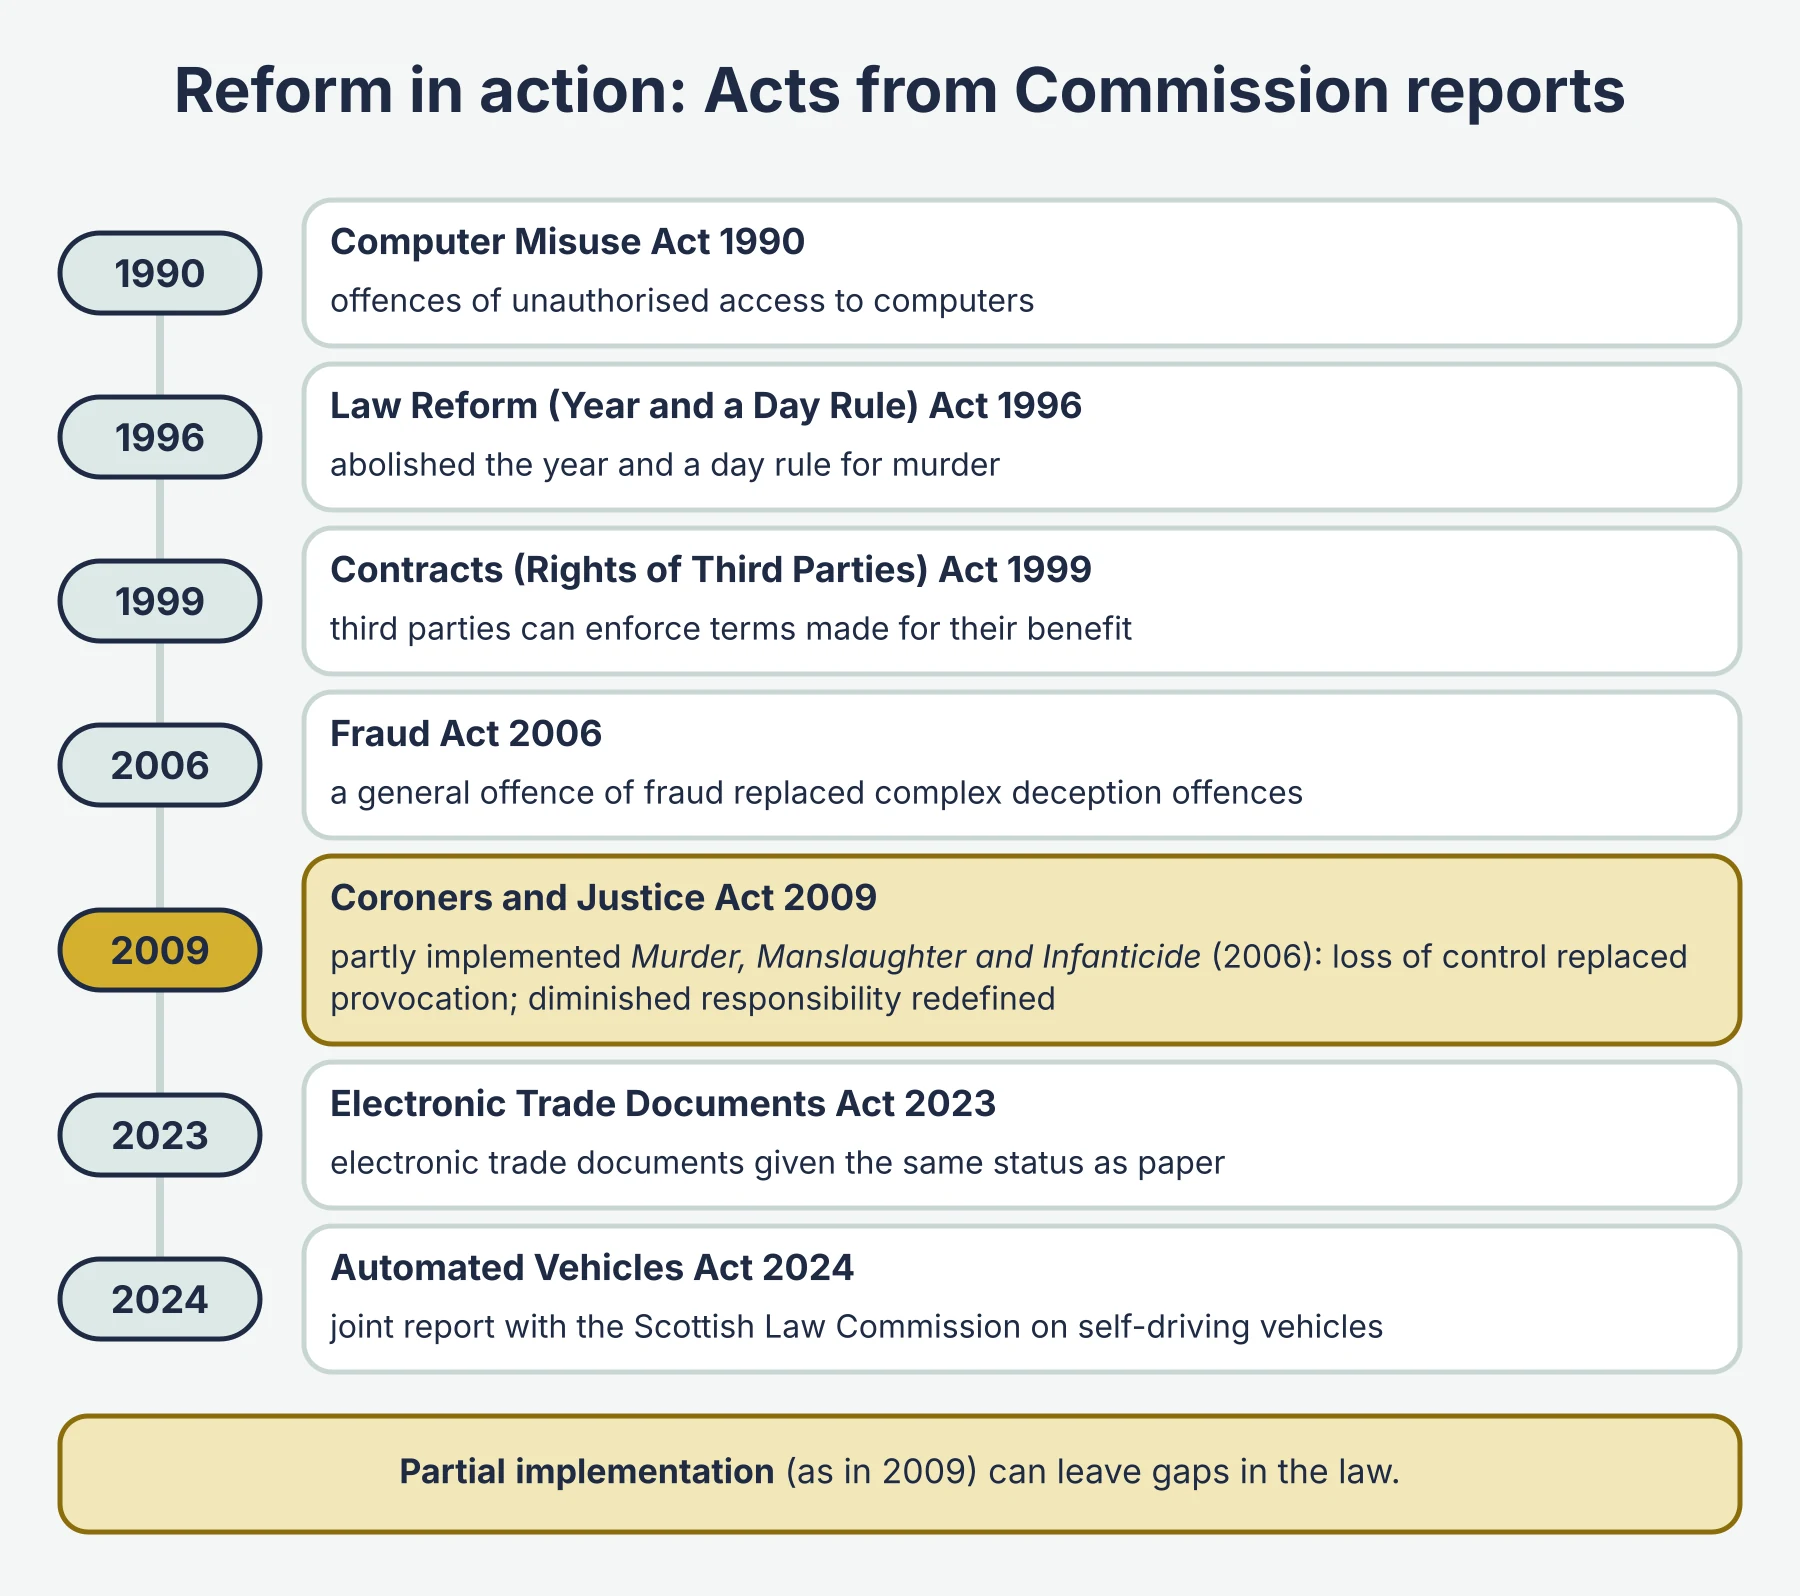 Reform in action: Acts from Commission reports
1990
Computer Misuse Act 1990
offences of unauthorised access to computers
1996
Law Reform (Year and a Day Rule) Act 1996
abolished the year and a day rule for murder
1999
Contracts (Rights of Third Parties) Act 1999
third parties can enforce terms made for their benefit
2006
Fraud Act 2006
a general offence of fraud replaced complex deception offences
2009
Coroners and Justice Act 2009
partly implemented Murder, Manslaughter and Infanticide (2006): loss of control replaced
provocation; diminished responsibility redefined
2023
Electronic Trade Documents Act 2023
electronic trade documents given the same status as paper
2024
Automated Vehicles Act 2024
joint report with the Scottish Law Commission on self-driving vehicles
Partial implementation (as in 2009) can leave gaps in the law.